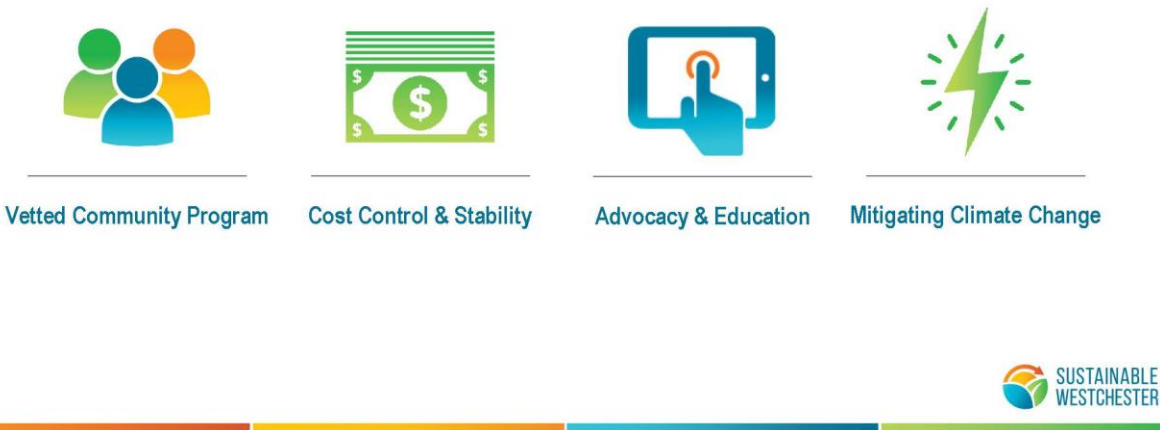 $ $
$
$ $
Vetted Community Program
Cost Control & Stability
Advocacy & Education
Mitigating Climate Change
SUSTAINABLE
WESTCHESTER